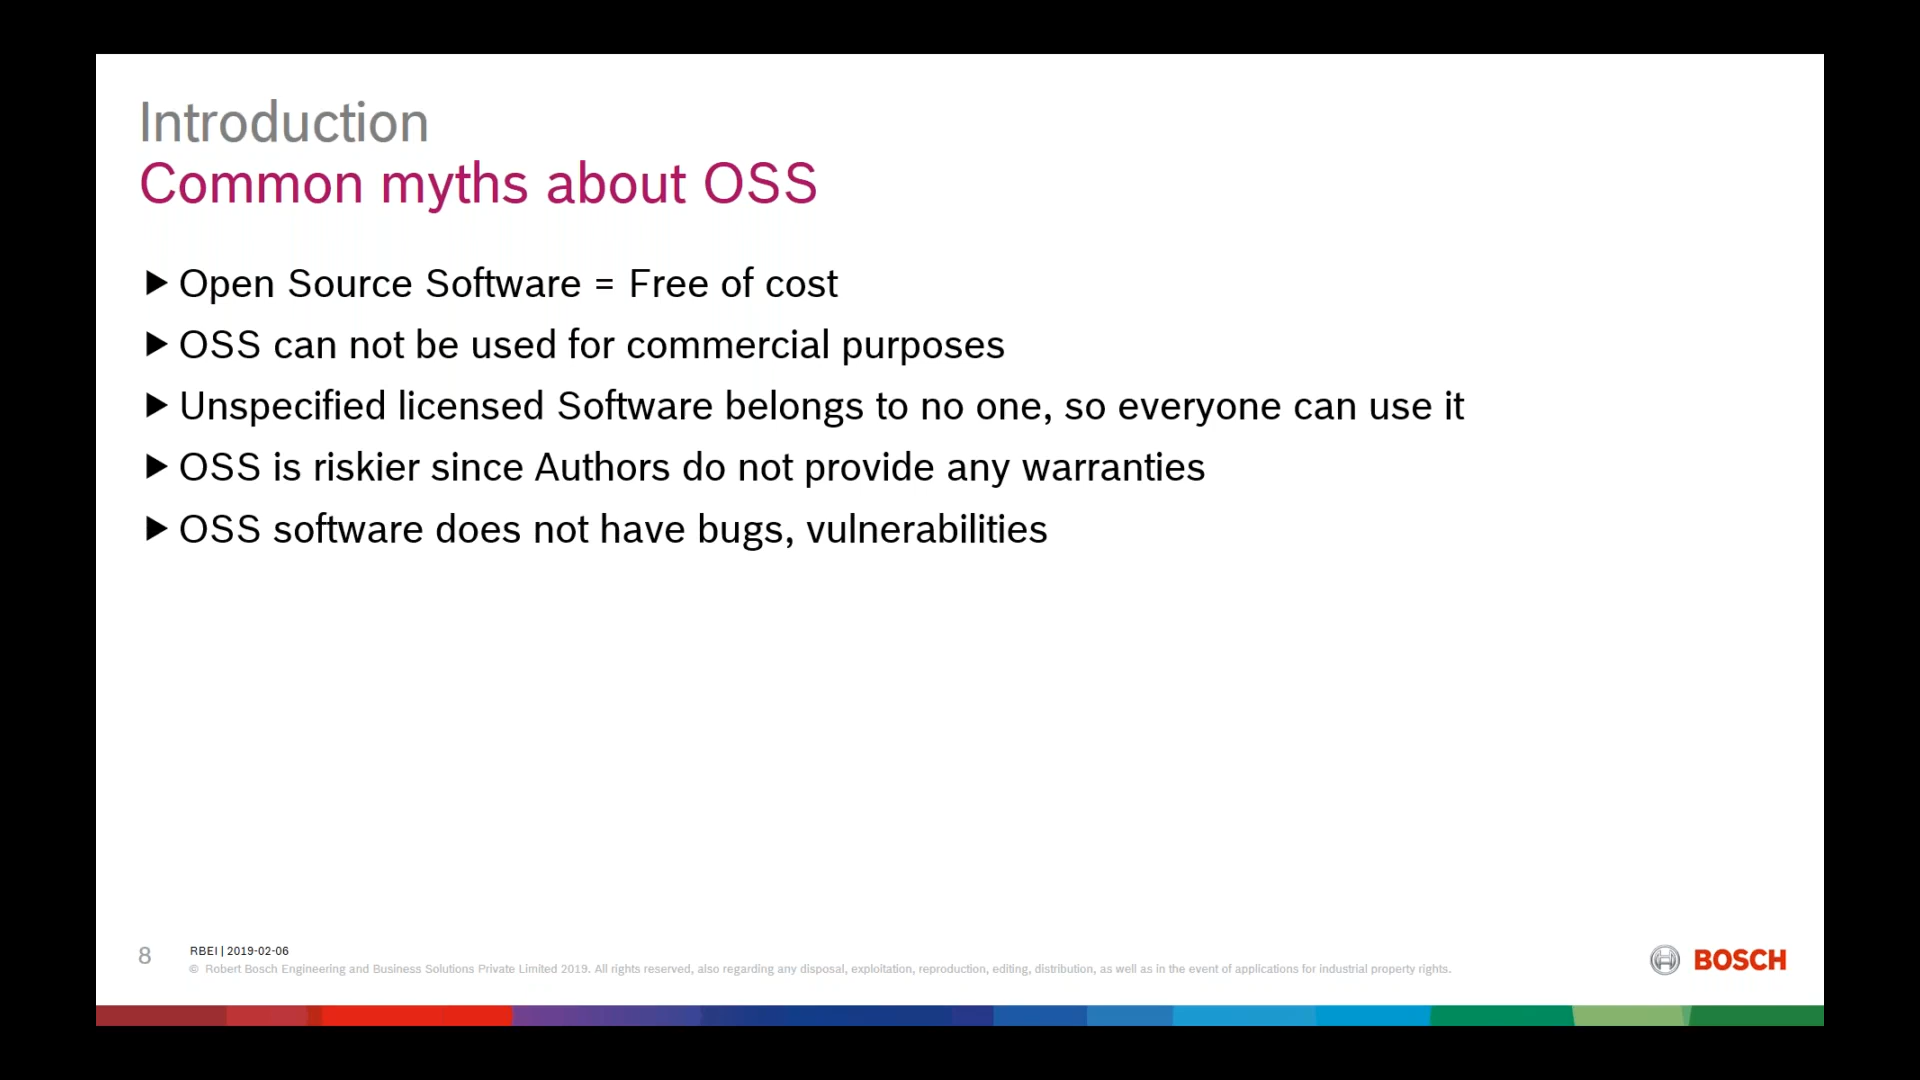 Introduction
Common myths about OSS
▶ Open Source Software = Free of cost
▶ OSS can not be used for commercial purposes
▶ Unspecified licensed Software belongs to no one, so everyone can use it
▶ OSS is riskier since Authors do not provide any warranties
▶ OSS software does not have bugs, vulnerabilities
8
RBEI | 2019-02-06
© Robert Bosch Engineering and Business Solutions Private Limited 2019. All rights reserved, also regarding any disposal, exploitation, reproduction, editing, distribution, as well as in the event of applications for industrial property rights.
BOSCH